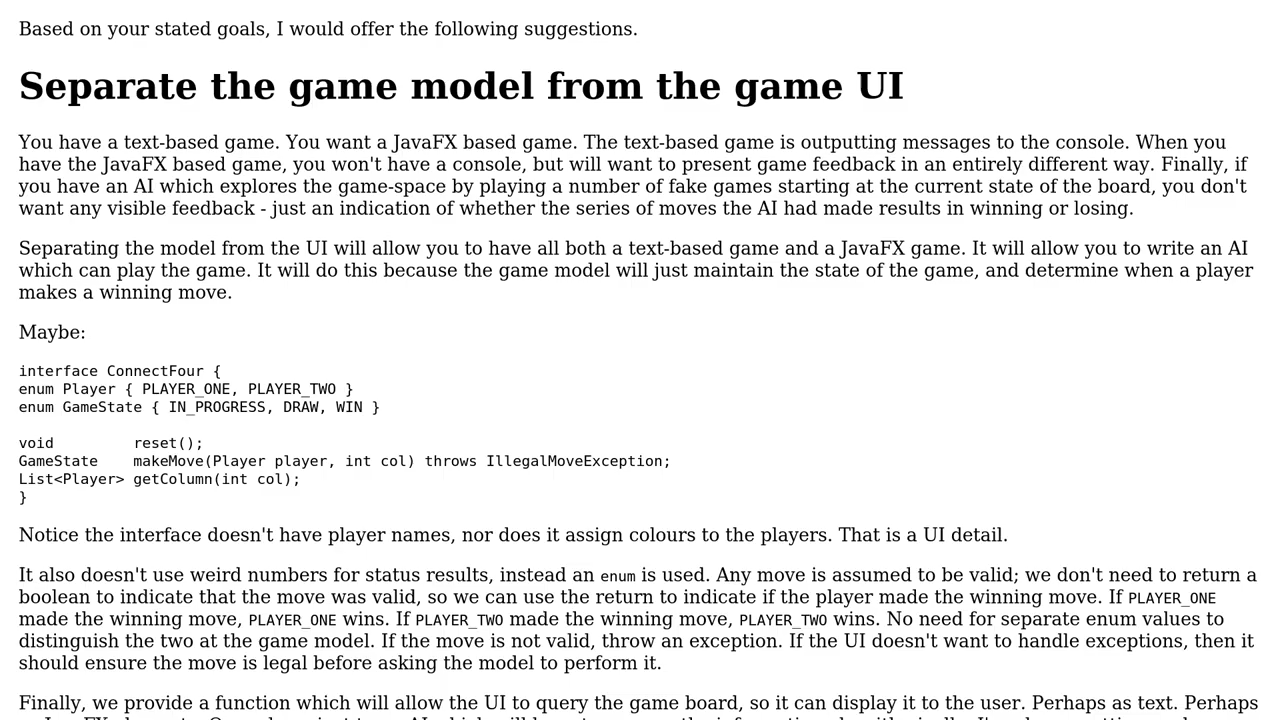 Based on your stated goals, I would offer the following suggestions.
Separate the game model from the game UI
You have a text-based game. You want a JavaFX based game. The text-based game is outputting messages to the console. When you
have the JavaFX based game, you won't have a console, but will want to present game feedback in an entirely different way. Finally, if
you have an AI which explores the game-space by playing a number of fake games starting at the current state of the board, you don't
want any visible feedback - just an indication of whether the series of moves the AI had made results in winning or losing.
Separating the model from the UI will allow you to have all both a text-based game and a JavaFX game. It will allow you to write an AI
which can play the game. It will do this because the game model will just maintain the state of the game, and determine when a player
makes a winning move.
Maybe:
interface ConnectFour {
enum Player { PLAYER_ONE, PLAYER_TWO }
enum GameState { IN_PROGRESS, DRAW, WIN }
void         reset();
GameState    makeMove(Player player, int col) throws IllegalMoveException;
List<Player> getColumn(int col);
}
Notice the interface doesn't have player names, nor does it assign colours to the players. That is a UI detail.
It also doesn't use weird numbers for status results, instead an enum is used. Any move is assumed to be valid; we don't need to return a
boolean to indicate that the move was valid, so we can use the return to indicate if the player made the winning move. If PLAYER_ONE
made the winning move, PLAYER_ONE wins. If PLAYER_TWO made the winning move, PLAYER_TWO wins. No need for separate enum values to
distinguish the two at the game model. If the move is not valid, throw an exception. If the UI doesn't want to handle exceptions, then it
should ensure the move is legal before asking the model to perform it.
Finally, we provide a function which will allow the UI to query the game board, so it can display it to the user. Perhaps as text. Perhaps